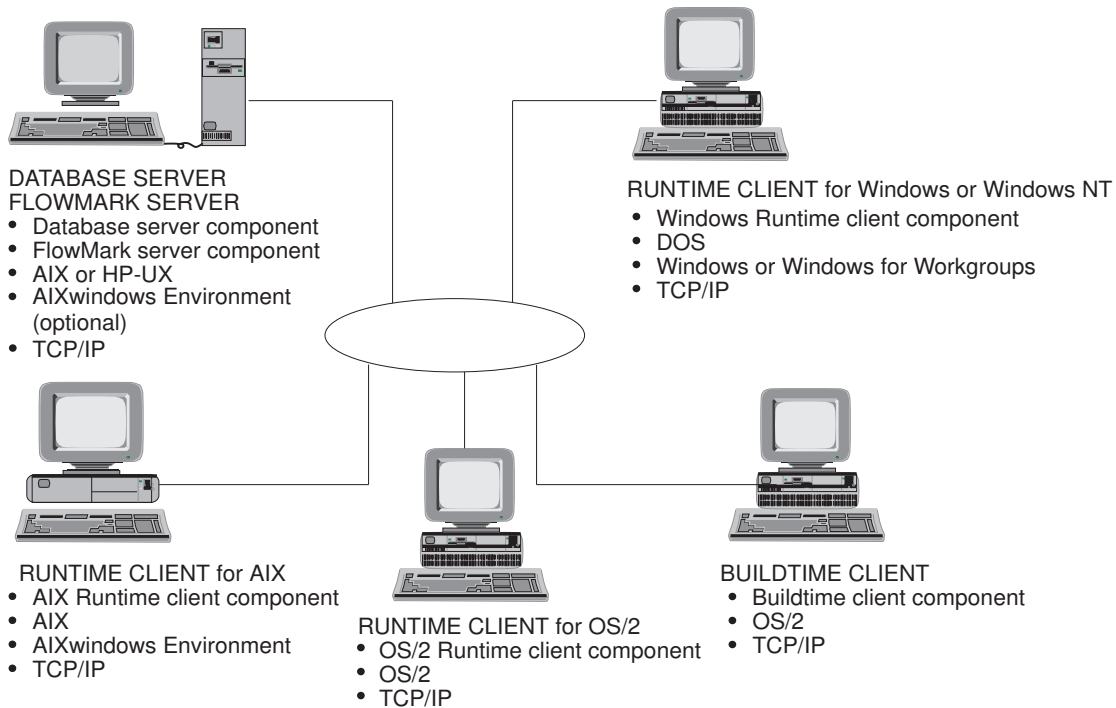 DATABASE SERVER
FLOWMARK SERVER
• Database server component
• FlowMark server component
• AIX or HP-UX
• AIXwindows Environment
(optional)
• TCP/IP
RUNTIME CLIENT for Windows or Windows NT
• Windows Runtime client component
• DOS
• Windows or Windows for Workgroups
• TCP/IP
RUNTIME CLIENT for AIX
• AIX Runtime client component
• AIX
• AIXwindows Environment
• TCP/IP
RUNTIME CLIENT for OS/2
• OS/2 Runtime client component
• OS/2
• TCP/IP
BUILDTIME CLIENT
• Buildtime client component
• OS/2
• TCP/IP